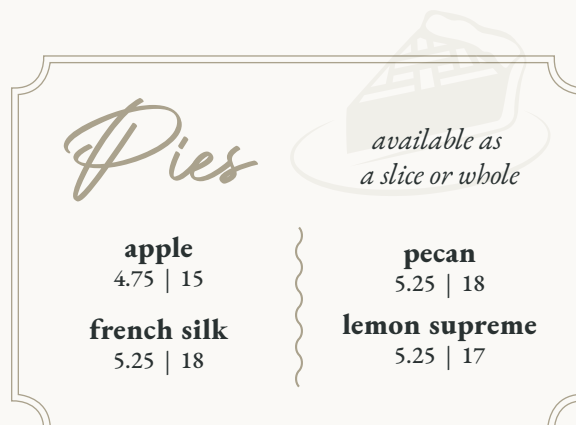 Pies
available as
a slice or whole
apple
4.75 | 15
french silk
5.25 | 18
pecan
5.25 | 18
lemon supreme
5.25 | 17